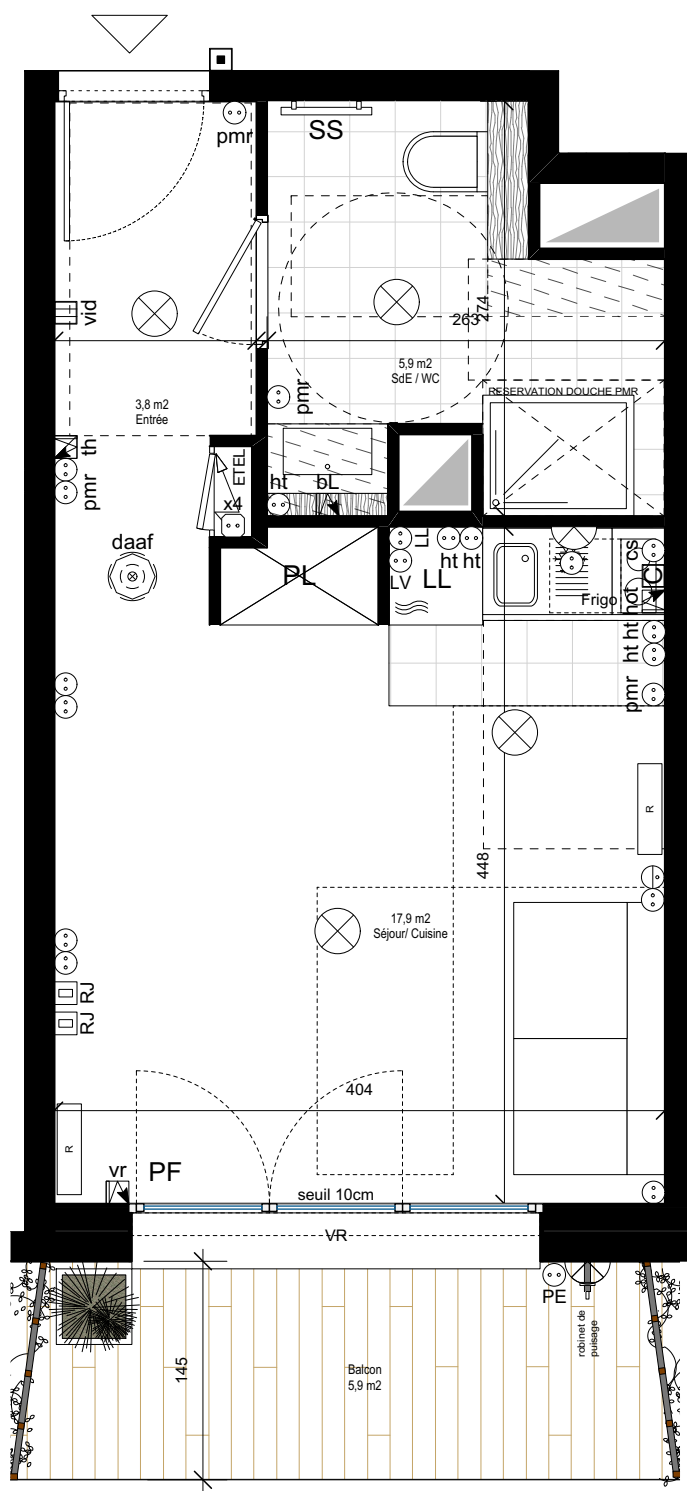 pmr
SS
vid
263
274
5,9 m2
SdE / WC
3,8 m2
Entrée
RESERVATION DOUCHE PMR
pmr
th
pmr
ETEL
x4
ht
bL
daaf
PL
LL
LV
LL
ht
ht
Frigo
cs
C
hot
ht
ht
pmr
R
448
17,9 m2
Séjour/ Cuisine
RJ
RJ
404
R
vr
PF
seuil 10cm
VR
PE
robinet de
puisage
145
Balcon
5,9 m2